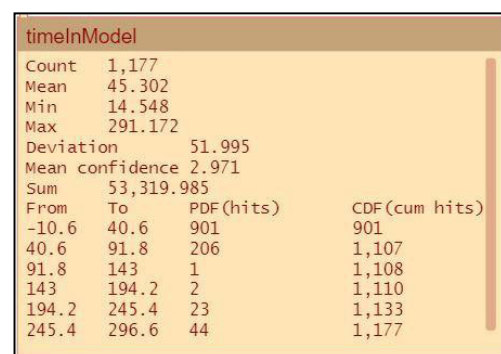 timeInModel
Count 1,177
Mean 45.302
Min 14.548
Max 291.172
Deviation 51.995
Mean confidence 2.971
Sum 53,319.985
From To PDF(hits) CDF(cum hits)
-10.6 40.6 901 901
40.6 91.8 206 1,107
91.8 143 1 1,108
143 194.2 2 1,110
194.2 245.4 23 1,133
245.4 296.6 44 1,177